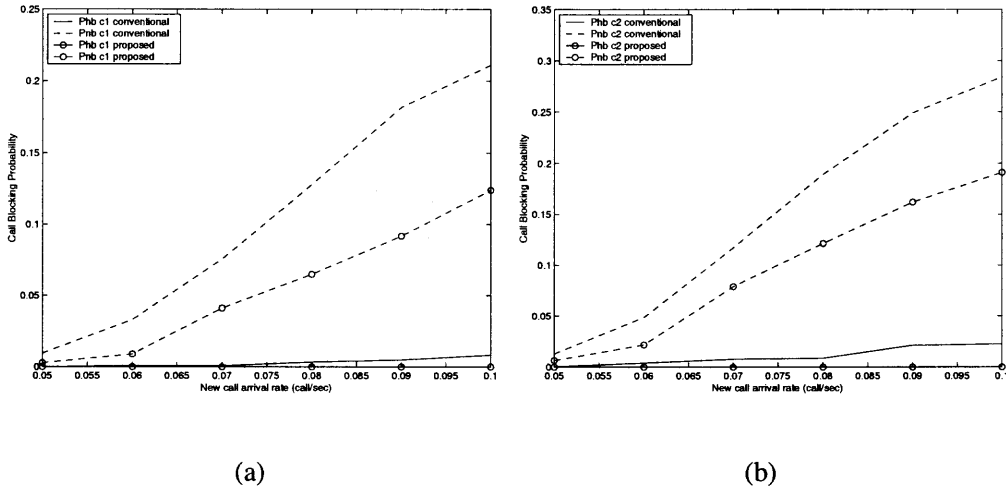 Phb c1 conventional
Pnb c1 conventional
Phb c1 proposed
Pnb c1 proposed
Call Blocking Probability
0.25
0.2
0.15
0.1
0.05
0
0.05 0.055 0.06 0.065 0.07 0.075 0.08 0.085 0.09 0.095 0.1
New call arrival rate (call/sec)
(a)
Phb c2 conventional
Pnb c2 conventional
Phb c2 proposed
Pnb c2 proposed
Call Blocking Probability
0.35
0.3
0.25
0.2
0.15
0.1
0.05
0
0.05 0.055 0.06 0.065 0.07 0.075 0.08 0.085 0.09 0.095 0.1
New call arrival rate (call/sec)
(b)